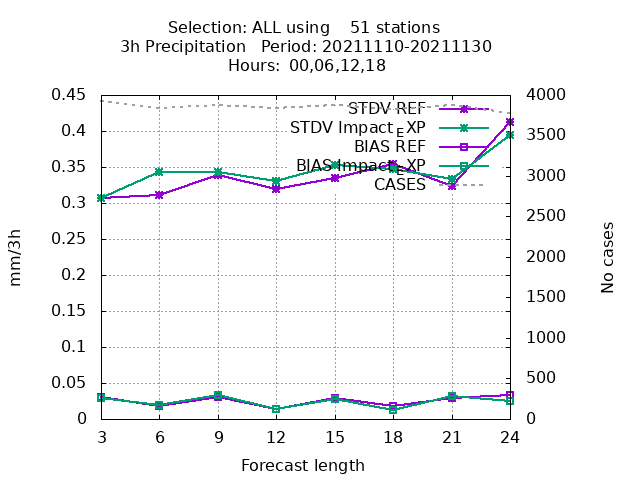 Selection: ALL using    51 stations
3h Precipitation   Period: 20211110-20211130
Hours:  00,06,12,18
STDV REF
STDV Impact_EXP
BIAS REF
BIAS Impact_EXP
CASES
0.45
0.4
0.35
0.3
0.25
0.2
0.15
0.1
0.05
0
mm/3h
4000
3500
3000
2500
2000
1500
1000
500
0
No cases
3 6 9 12 15 18 21 24
Forecast length